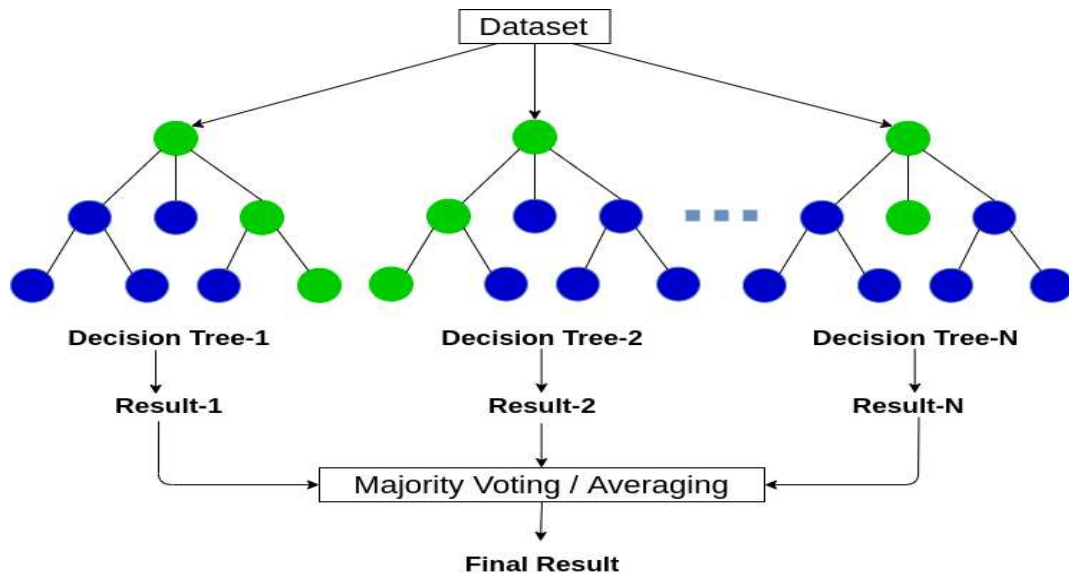 Dataset
Decision Tree-1
Decision Tree-2
Decision Tree-N
Result-1
Result-2
Result-N
Majority Voting / Averaging
Final Result